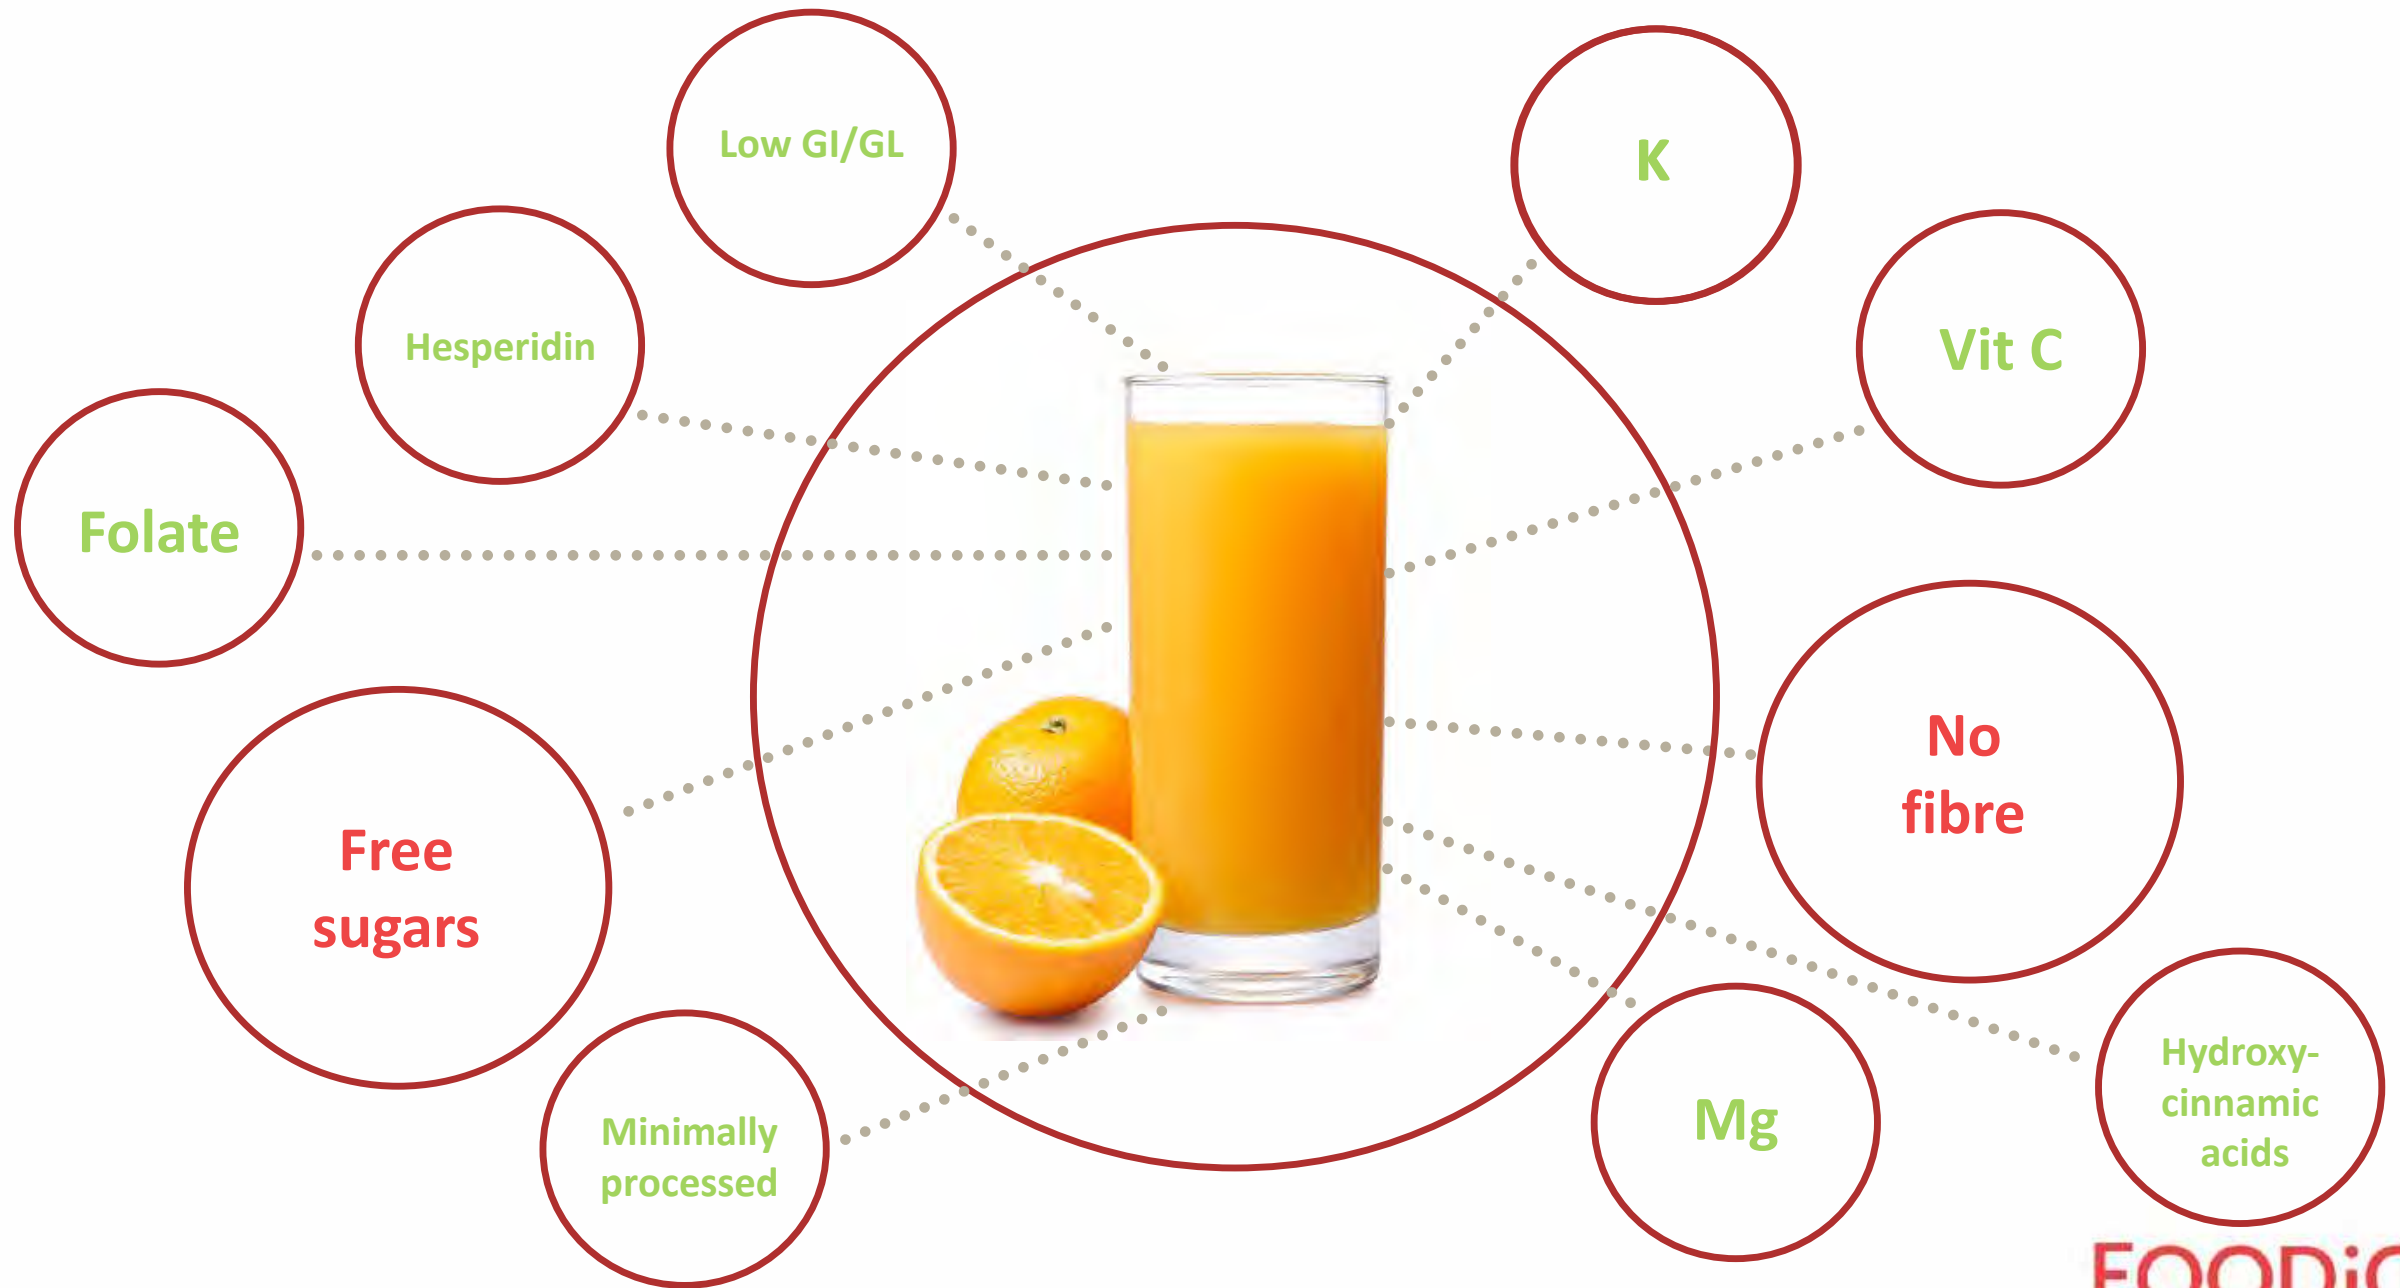 Low GI/GL
K
Hesperidin
Vit C
Folate
No
fibre
Free
sugars
Hydroxy-
cinnamic
acids
Minimally
processed
Mg